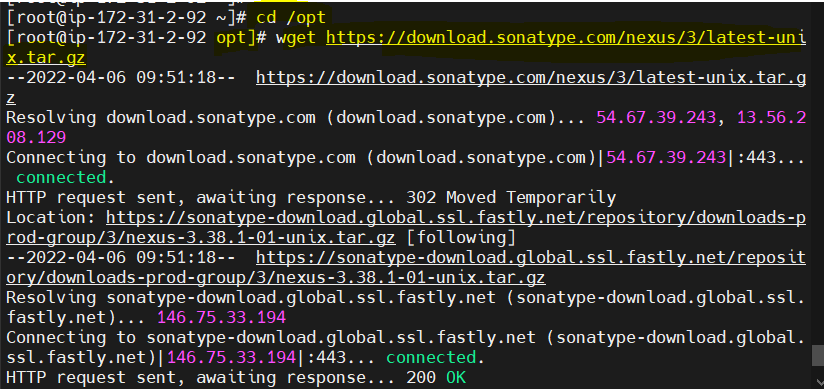 [root@ip-172-31-2-92 ~]# cd /opt
[root@ip-172-31-2-92 opt]# wget https://download.sonatype.com/nexus/3/latest-uni
x.tar.gz
--2022-04-06 09:51:18--  https://download.sonatype.com/nexus/3/latest-unix.tar.g
z
Resolving download.sonatype.com (download.sonatype.com)... 54.67.39.243, 13.56.2
08.129
Connecting to download.sonatype.com (download.sonatype.com)|54.67.39.243|:443...
 connected.
HTTP request sent, awaiting response... 302 Moved Temporarily
Location: https://sonatype-download.global.ssl.fastly.net/repository/downloads-p
rod-group/3/nexus-3.38.1-01-unix.tar.gz [following]
--2022-04-06 09:51:18--  https://sonatype-download.global.ssl.fastly.net/reposit
ory/downloads-prod-group/3/nexus-3.38.1-01-unix.tar.gz
Resolving sonatype-download.global.ssl.fastly.net (sonatype-download.global.ssl.
fastly.net)... 146.75.33.194
Connecting to sonatype-download.global.ssl.fastly.net (sonatype-download.global.
ssl.fastly.net)|146.75.33.194|:443... connected.
HTTP request sent, awaiting response... 200 OK